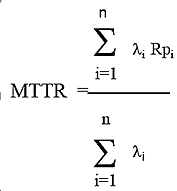 n
∑ λi Rpi
i=1
MTTR =
n
∑ λi
i=1